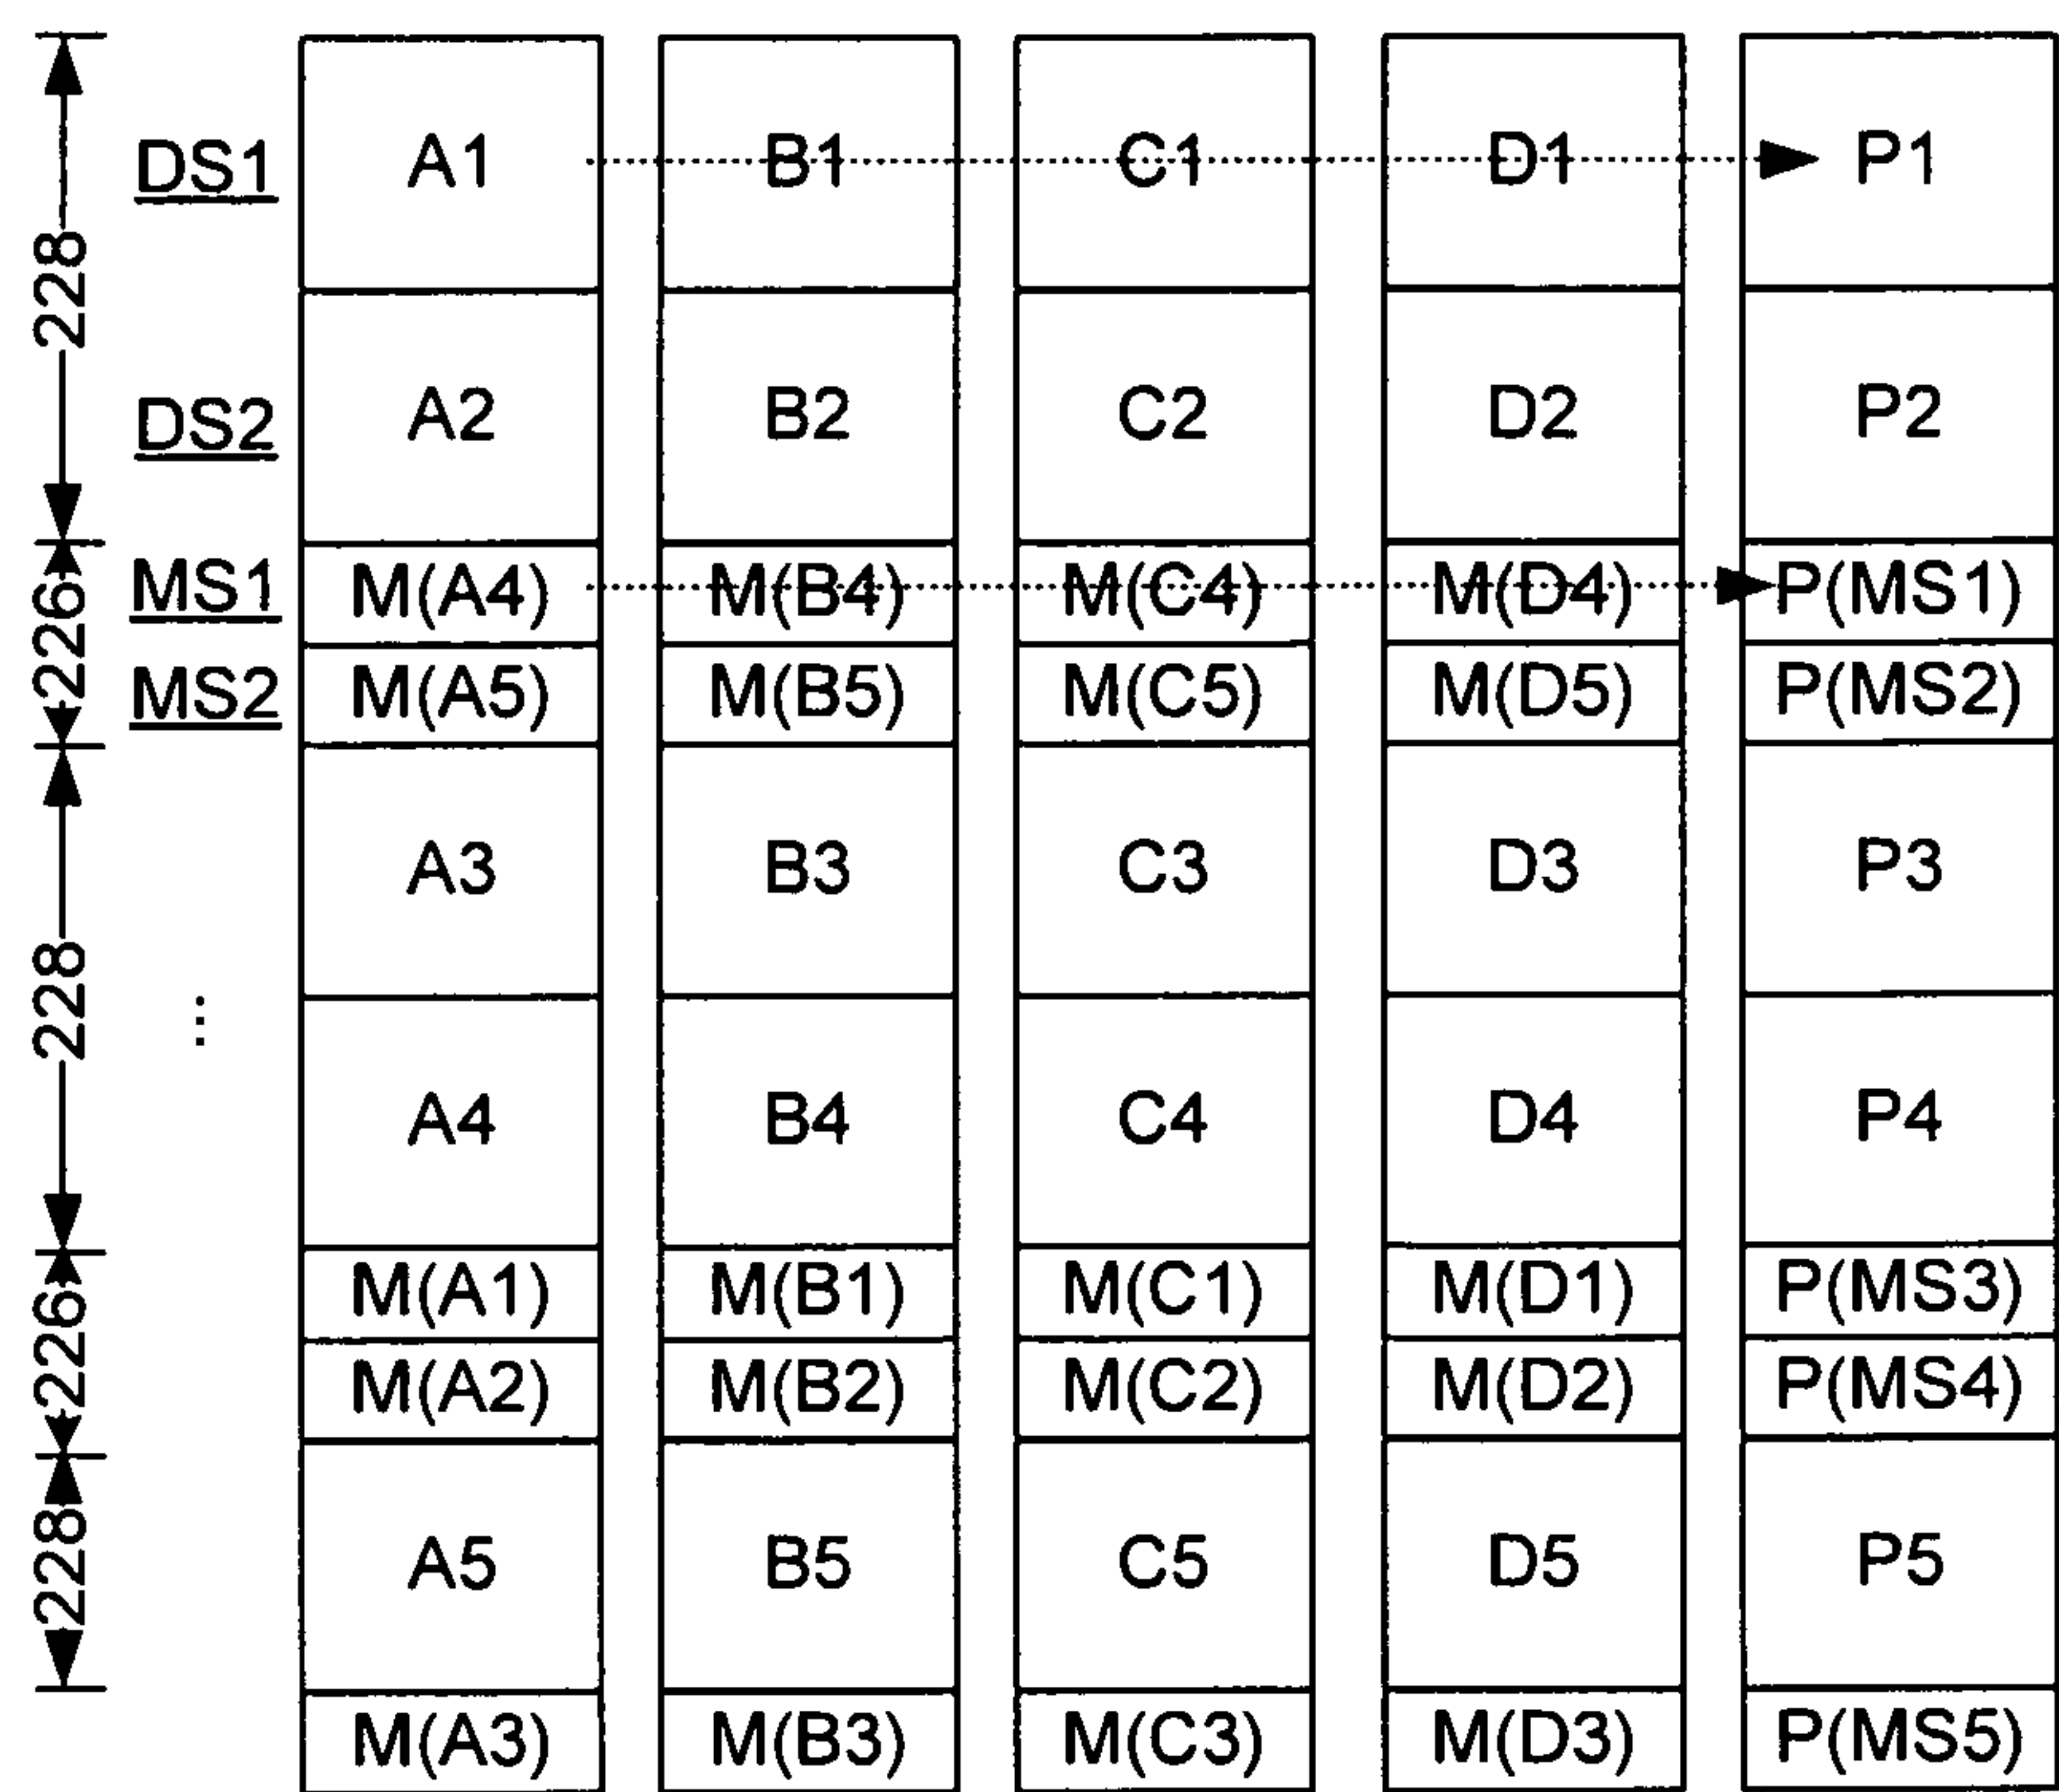 DS1 A1 B1 C1 D1 P1
228
DS2 A2 B2 C2 D2 P2
MS1 M(A4) M(B4) M(C4) M(D4) P(MS1)
226
MS2 M(A5) M(B5) M(C5) M(D5) P(MS2)
A3 B3 C3 D3 P3
228
...
A4 B4 C4 D4 P4
M(A1) M(B1) M(C1) M(D1) P(MS3)
226
M(A2) M(B2) M(C2) M(D2) P(MS4)
A5 B5 C5 D5 P5
228
M(A3) M(B3) M(C3) M(D3) P(MS5)